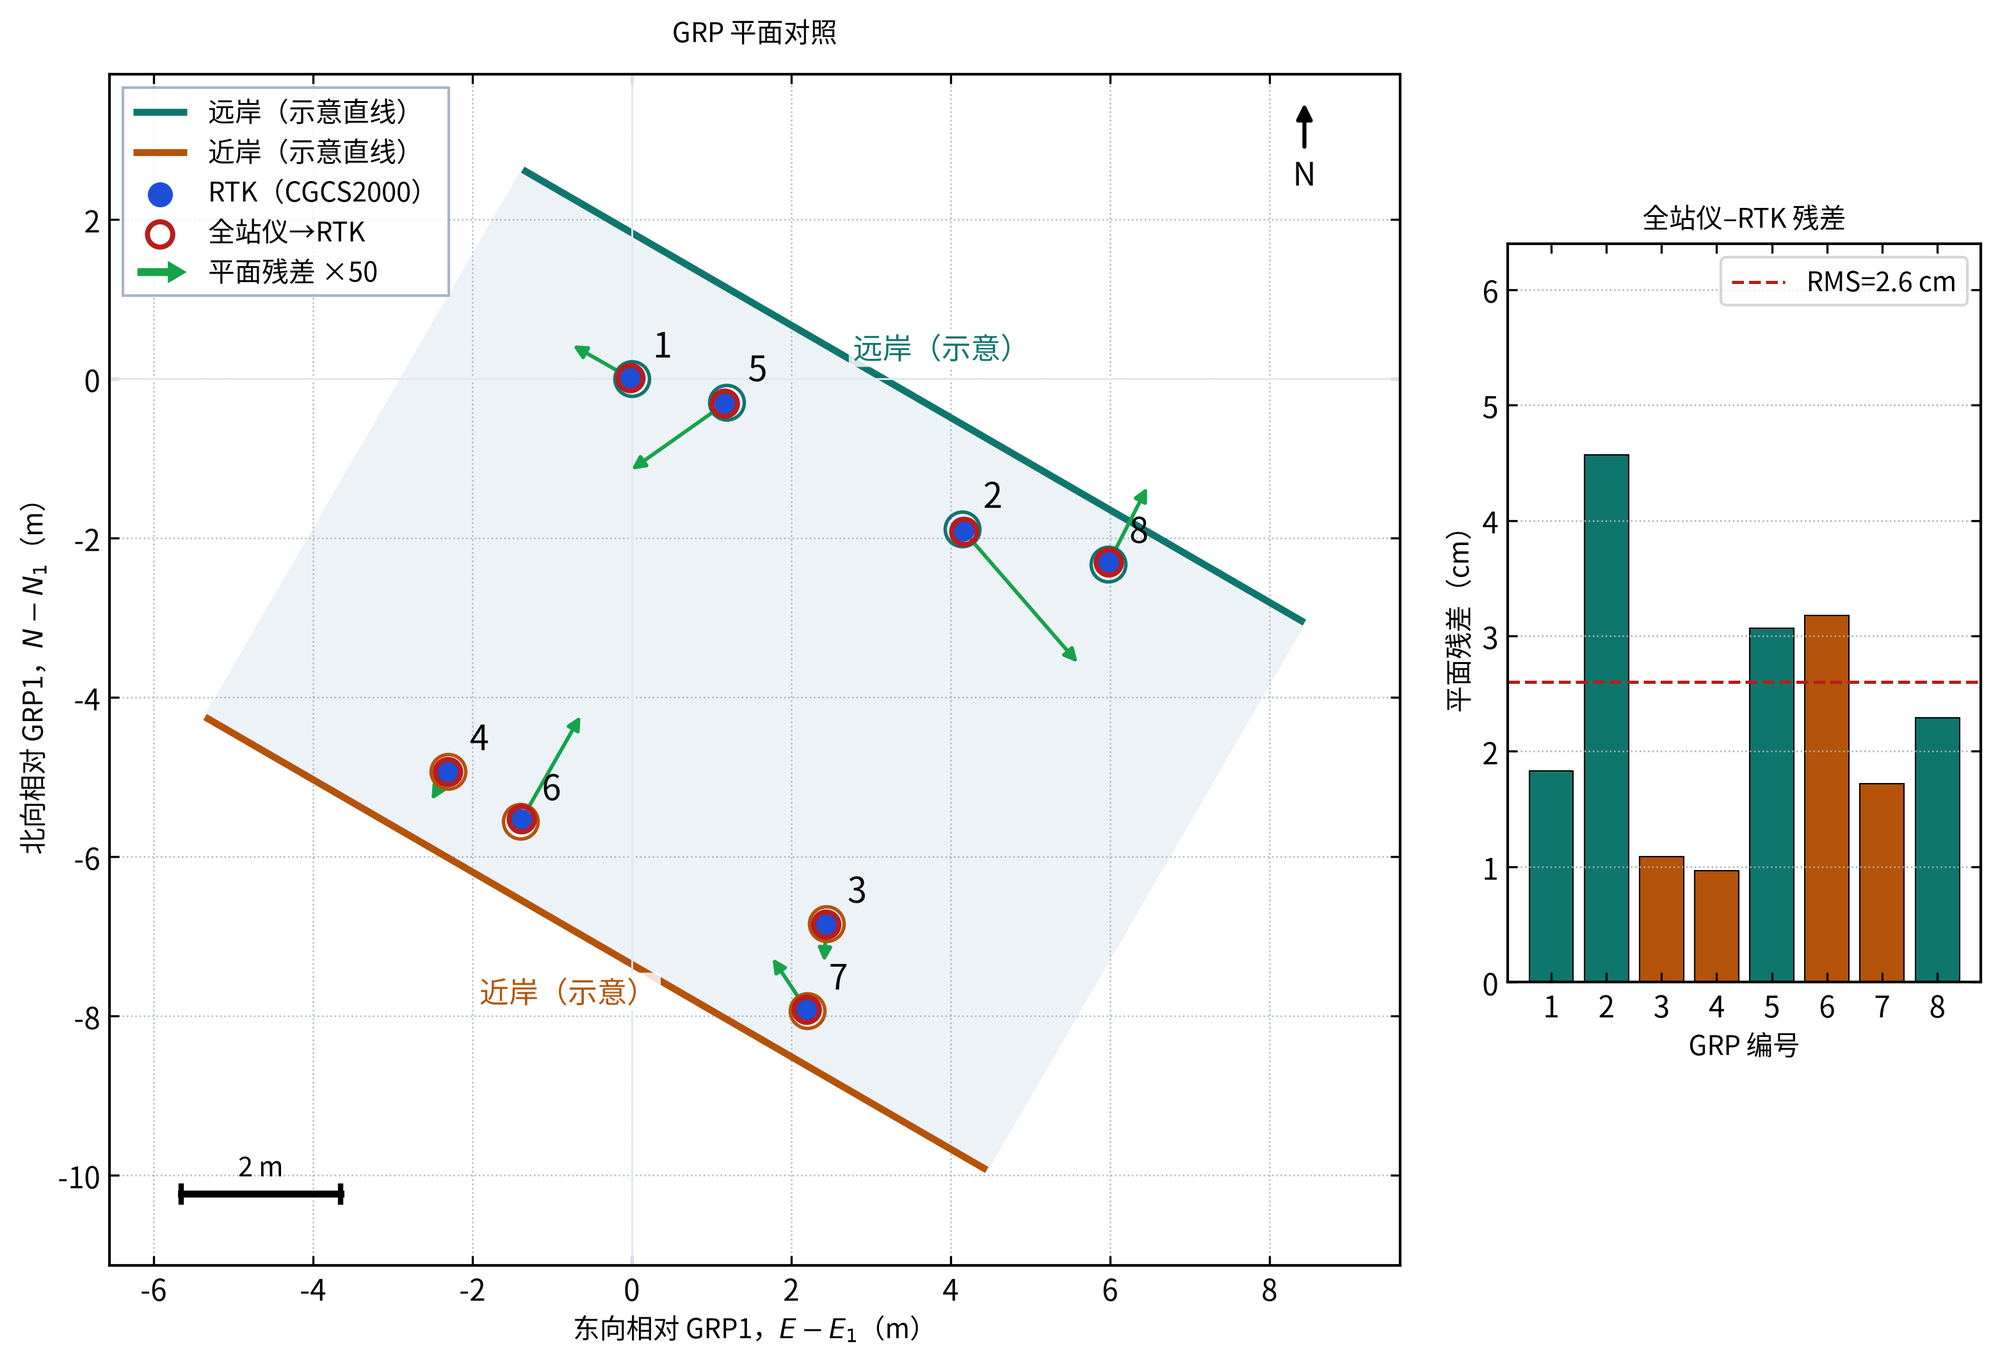 GRP 平面对照
远岸（示意直线）
近岸（示意直线）
RTK（CGCS2000）
全站仪→RTK
平面残差 ×50
N
2
0
-2
-4
-6
-8
-10
北向相对 GRP1，N − N₁（m）
1
5
远岸（示意）
2
8
4
6
3
7
近岸（示意）
2 m
-6 -4 -2 0 2 4 6 8
东向相对 GRP1，E − E₁（m）
全站仪–RTK 残差
RMS=2.6 cm
6
5
4
3
2
1
0
平面残差（cm）
1 2 3 4 5 6 7 8
GRP 编号